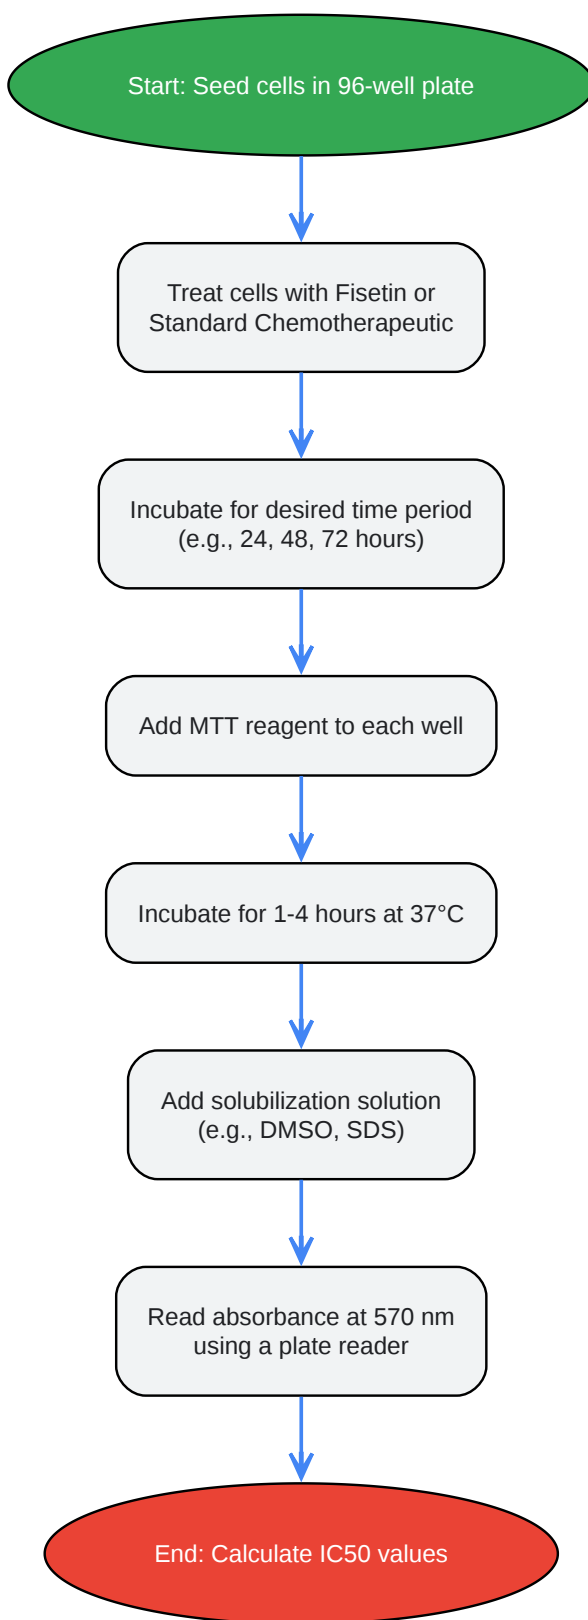 Start: Seed cells in 96-well plate
Treat cells with Fisetin or
Standard Chemotherapeutic
Incubate for desired time period
(e.g., 24, 48, 72 hours)
Add MTT reagent to each well
Incubate for 1-4 hours at 37°C
Add solubilization solution
(e.g., DMSO, SDS)
Read absorbance at 570 nm
using a plate reader
End: Calculate IC50 values